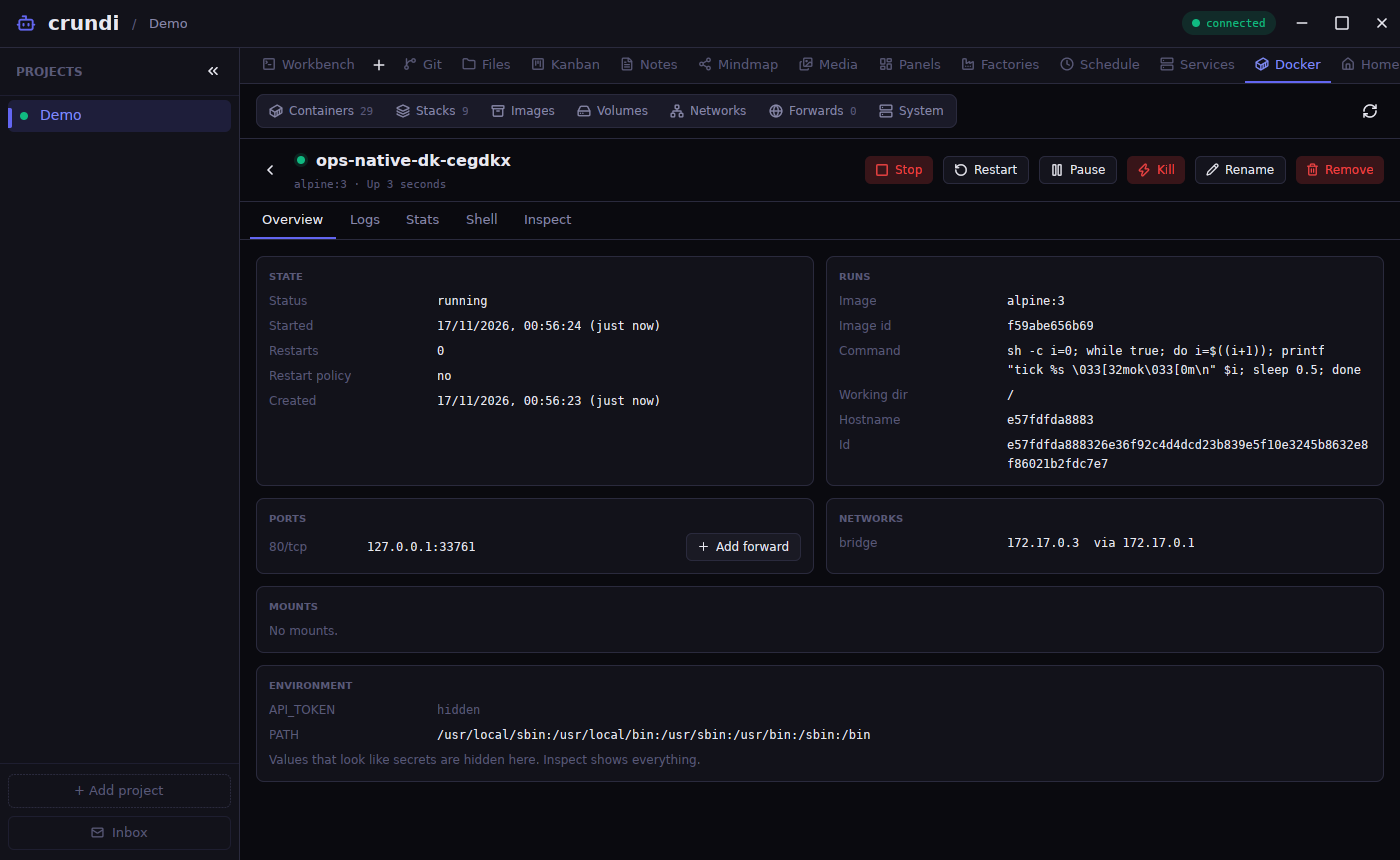 crundi / Demo
connected
PROJECTS
Demo
+ Add project
Inbox
Workbench
Git
Files
Kanban
Notes
Mindmap
Media
Panels
Factories
Schedule
Services
Docker
Home
Containers 29
Stacks 9
Images
Volumes
Networks
Forwards 0
System
ops-native-dk-cegdkx
alpine:3 · Up 3 seconds
Stop
Restart
Pause
Kill
Rename
Remove
Overview
Logs
Stats
Shell
Inspect
STATE
Status running
Started 17/11/2026, 00:56:24 (just now)
Restarts 0
Restart policy no
Created 17/11/2026, 00:56:23 (just now)
RUNS
Image alpine:3
Image id f59abe656b69
Command sh -c i=0; while true; do i=$((i+1)); printf
"tick %s \033[32mok\033[0m\n" $i; sleep 0.5; done
Working dir /
Hostname e57fdfda8883
Id e57fdfda888326e36f92c4d4dcd23b839e5f10e3245b8632e8
f86021b2fdc7e7
PORTS
80/tcp 127.0.0.1:33761
+ Add forward
NETWORKS
bridge 172.17.0.3 via 172.17.0.1
MOUNTS
No mounts.
ENVIRONMENT
API_TOKEN hidden
PATH /usr/local/sbin:/usr/local/bin:/usr/sbin:/usr/bin:/sbin:/bin
Values that look like secrets are hidden here. Inspect shows everything.